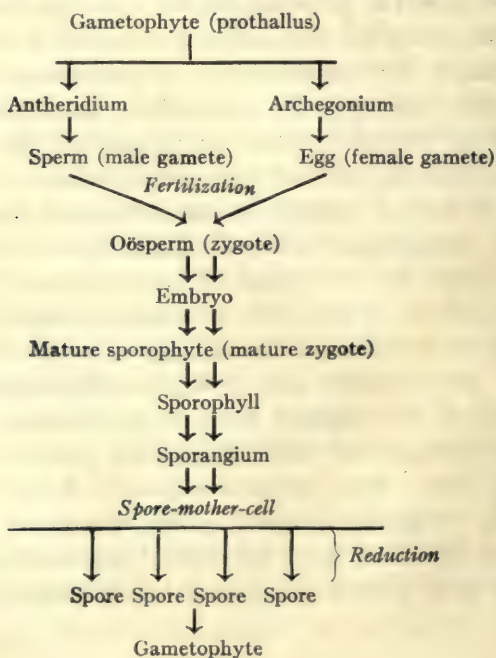 Gametophyte (prothallus)
Antheridium Archegonium
Sperm (male gamete) Egg (female gamete)
Fertilization
Oösperm (zygote)
Embryo
Mature sporophyte (mature zygote)
Sporophyll
Sporangium
Spore-mother-cell
Reduction
Spore Spore Spore Spore
Gametophyte